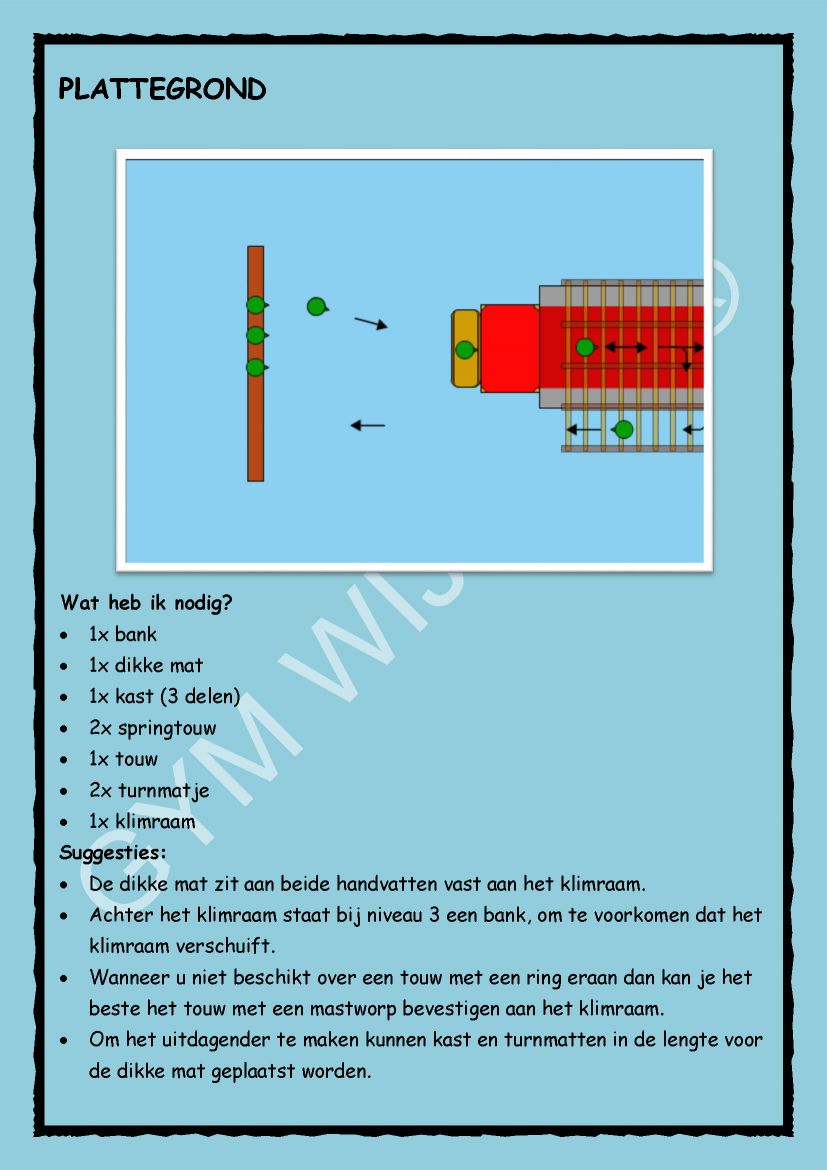 PLATTEGROND
Wat heb ik nodig?
• 1x bank
• 1x dikke mat
• 1x kast (3 delen)
• 2x springtouw
• 1x touw
• 2x turnmatje
• 1x klimraam
Suggesties:
• De dikke mat zit aan beide handvatten vast aan het klimraam.
• Achter het klimraam staat bij niveau 3 een bank, om te voorkomen dat het
klimraam verschuift.
• Wanneer u niet beschikt over een touw met een ring eraan dan kan je het
beste het touw met een mastworp bevestigen aan het klimraam.
• Om het uitdagender te maken kunnen kast en turnmatten in de lengte voor
de dikke mat geplaatst worden.
GYM WIJ
®